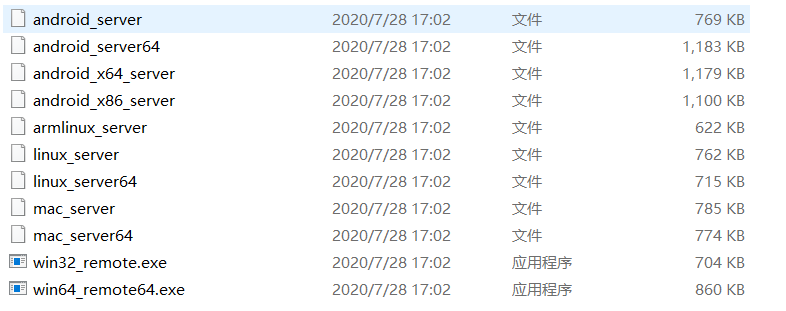 android_server 2020/7/28 17:02 文件 769 KB
android_server64 2020/7/28 17:02 文件 1,183 KB
android_x64_server 2020/7/28 17:02 文件 1,179 KB
android_x86_server 2020/7/28 17:02 文件 1,100 KB
armlinux_server 2020/7/28 17:02 文件 622 KB
linux_server 2020/7/28 17:02 文件 762 KB
linux_server64 2020/7/28 17:02 文件 715 KB
mac_server 2020/7/28 17:02 文件 785 KB
mac_server64 2020/7/28 17:02 文件 774 KB
win32_remote.exe 2020/7/28 17:02 应用程序 704 KB
win64_remote64.exe 2020/7/28 17:02 应用程序 860 KB